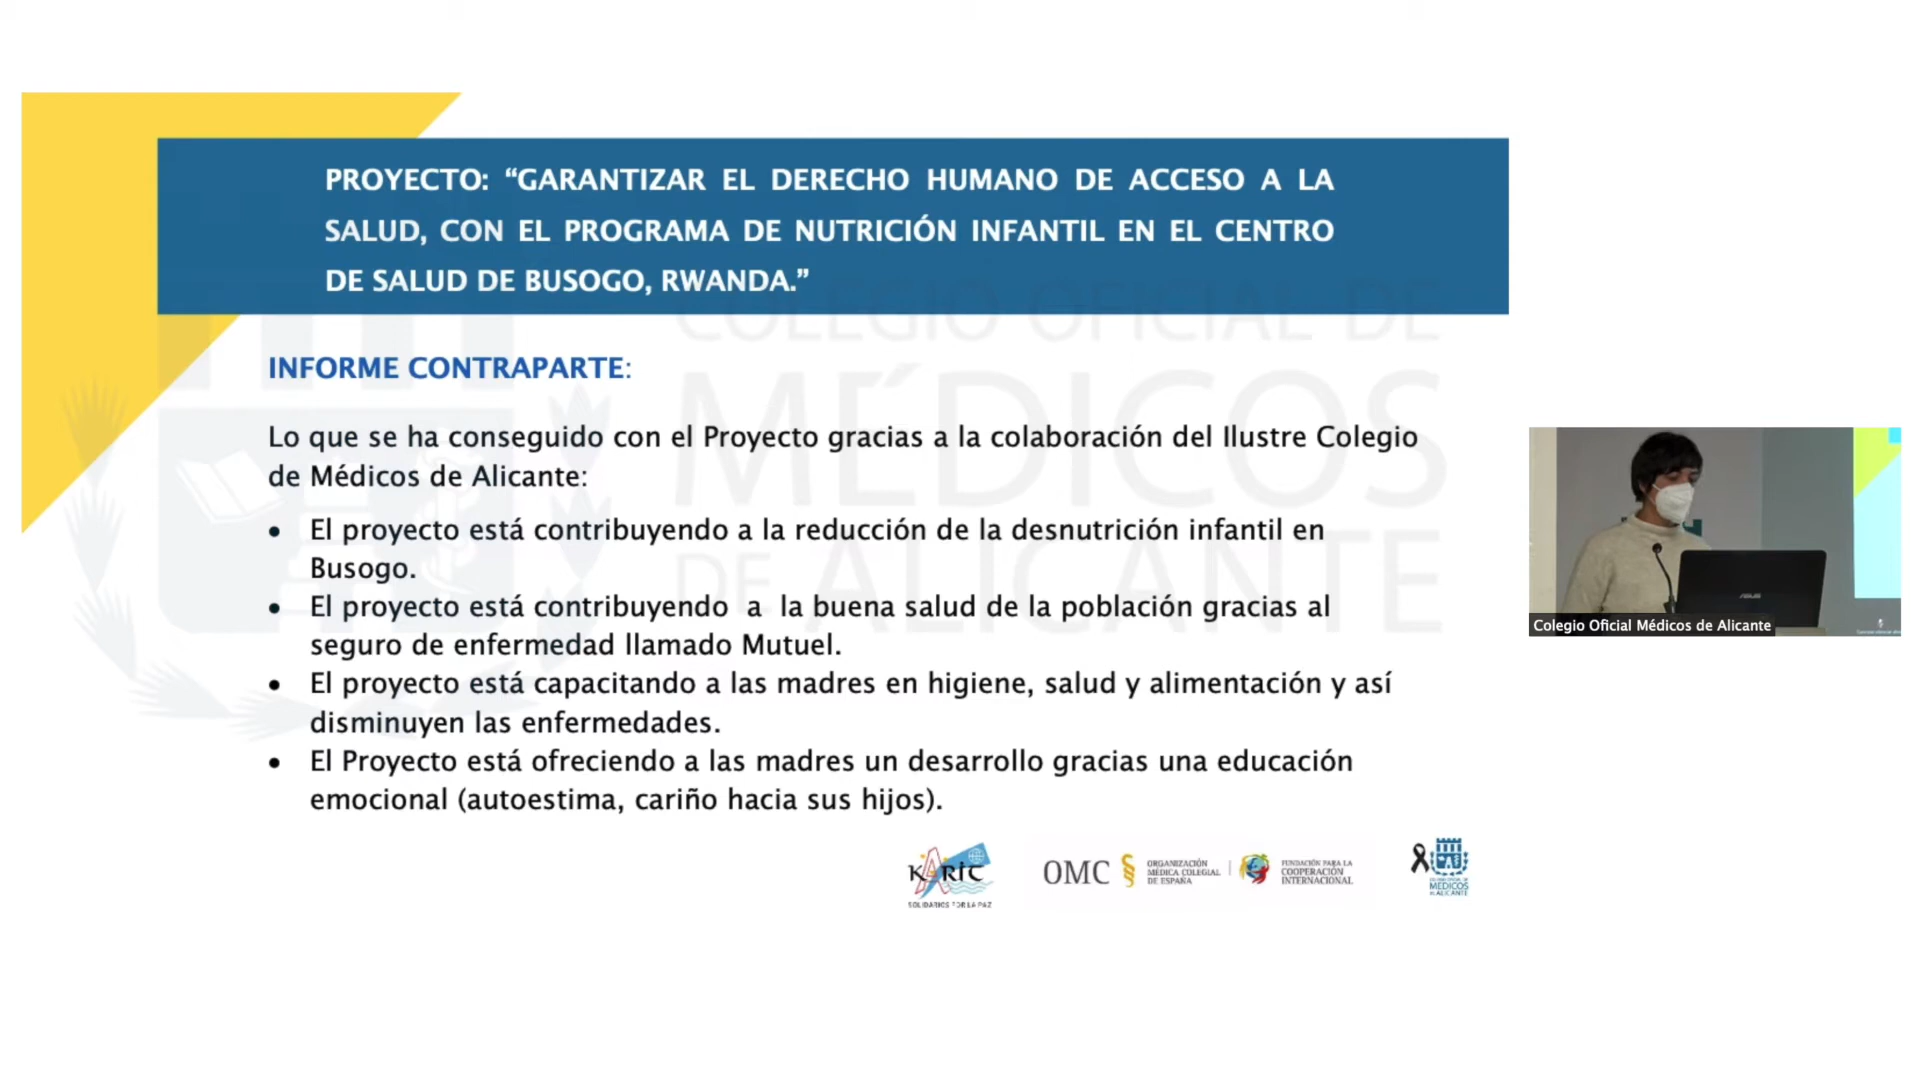 PROYECTO: “GARANTIZAR EL DERECHO HUMANO DE ACCESO A LA
SALUD, CON EL PROGRAMA DE NUTRICIÓN INFANTIL EN EL CENTRO
DE SALUD DE BUSOGO, RWANDA.”
COLEGIO OFICIAL DE
MÉDICOS
DE ALICANTE
INFORME CONTRAPARTE:
Lo que se ha conseguido con el Proyecto gracias a la colaboración del Ilustre Colegio
de Médicos de Alicante:
• El proyecto está contribuyendo a la reducción de la desnutrición infantil en
Busogo.
• El proyecto está contribuyendo a la buena salud de la población gracias al
seguro de enfermedad llamado Mutuel.
• El proyecto está capacitando a las madres en higiene, salud y alimentación y así
disminuyen las enfermedades.
• El Proyecto está ofreciendo a las madres un desarrollo gracias una educación
emocional (autoestima, cariño hacia sus hijos).
ASUS
Colegio Oficial Médicos de Alicante
KARIT
SOLIDARIOS POR LA PAZ
OMC
ORGANIZACIÓN
MÉDICA COLEGIAL
DE ESPAÑA
FUNDACIÓN PARA LA
COOPERACIÓN
INTERNACIONAL
COLEGIO OFICIAL DE
MÉDICOS
DE ALICANTE